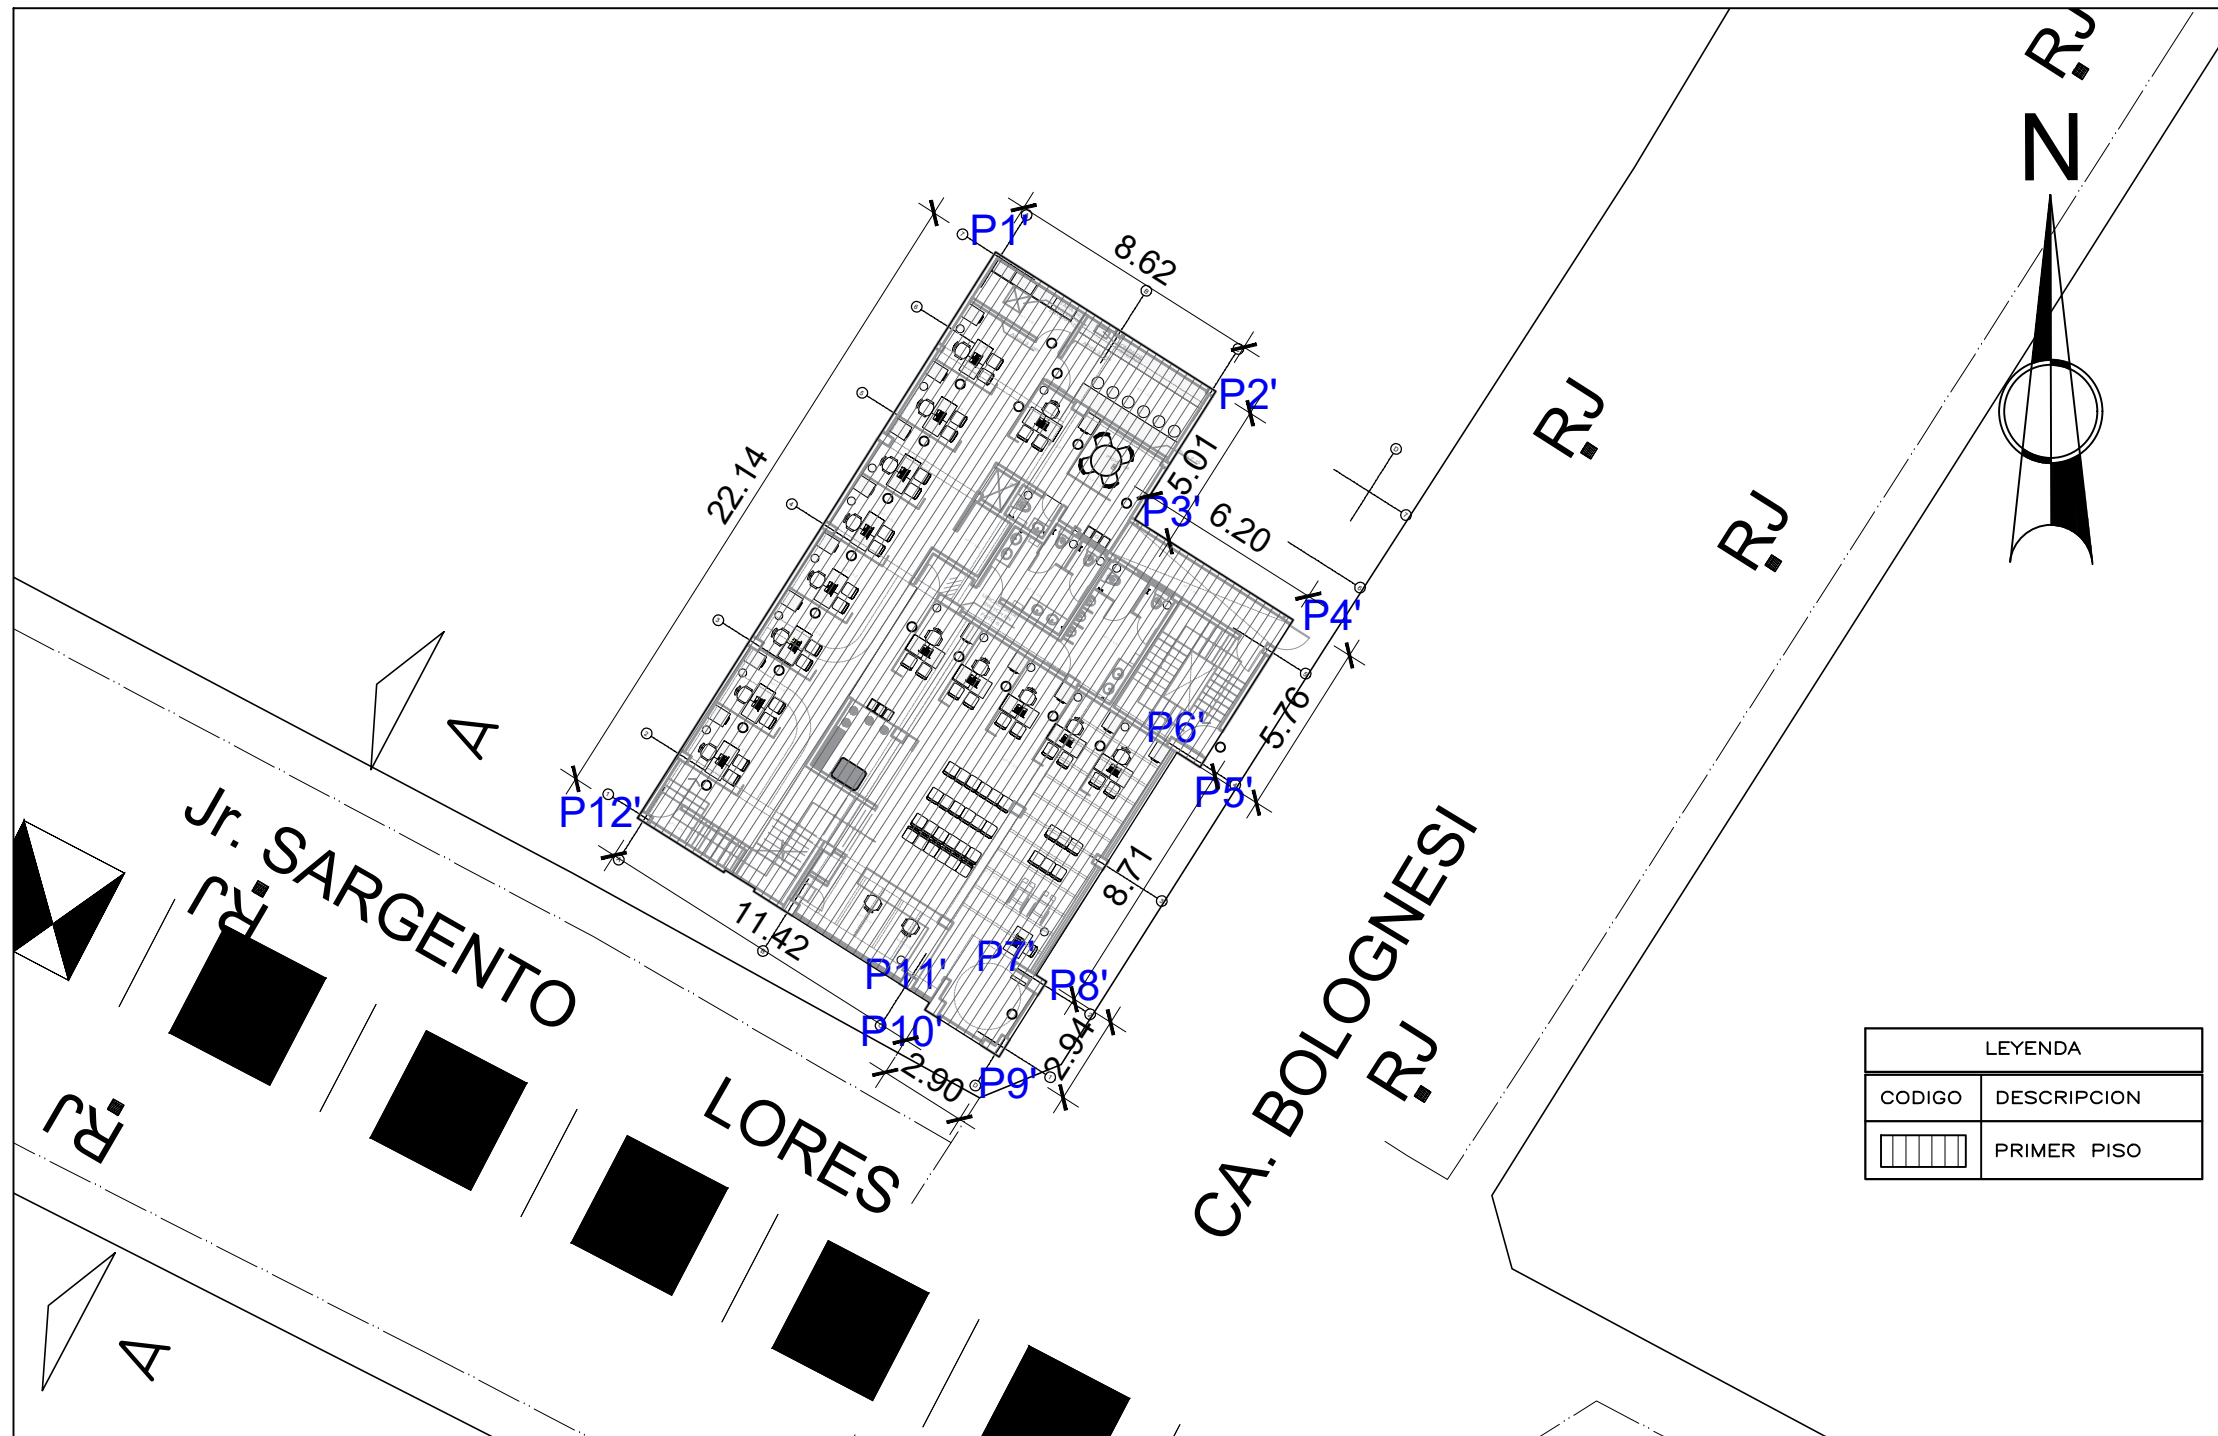 RJ
N
P1'
8.62
P2'
RJ
5.01
22.14
P3'
6.20
RJ
P4'
P6'
5.76
A
P5'
P12'
Jr. SARGENTO
LORES
RJ
8.71
11.42
CA. BOLOGNESI
P7'
P11'
P8'
P10'
2.94
2.90
P9'
RJ
RJ
A
LEYENDA
CODIGO DESCRIPCION
PRIMER PISO